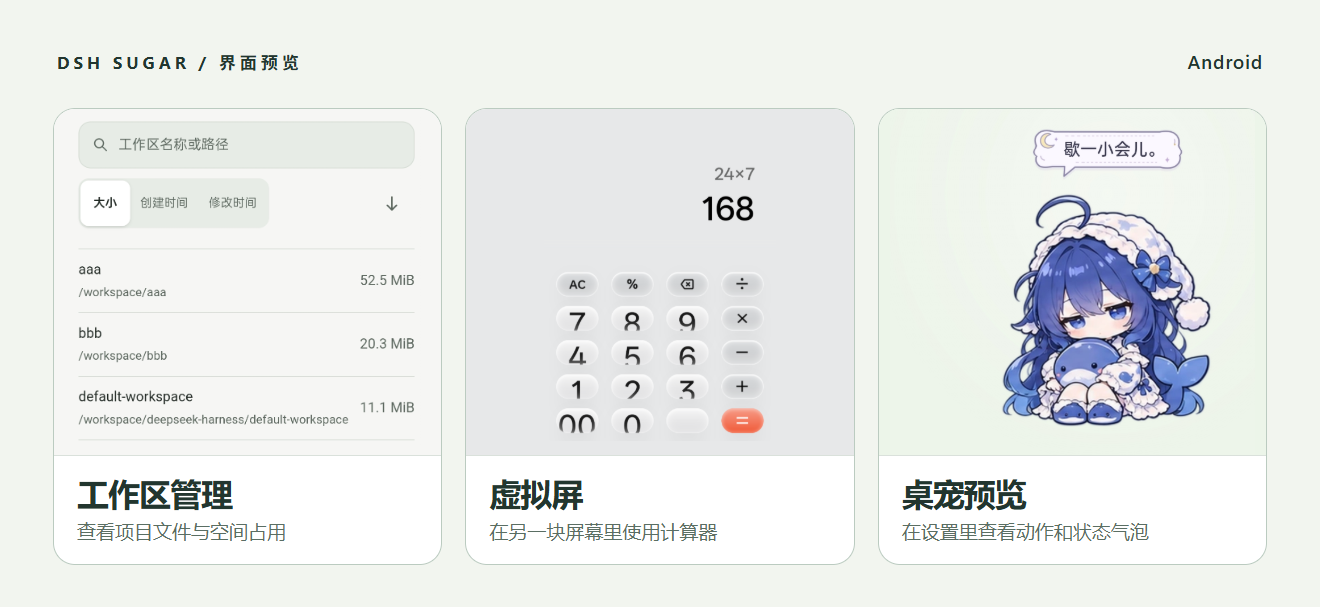 DSH SUGAR / 界面预览
Android
工作区名称或路径
大小 创建时间 修改时间 ↓
aaa
/workspace/aaa
52.5 MiB
bbb
/workspace/bbb
20.3 MiB
default-workspace
/workspace/deepseek-harness/default-workspace
11.1 MiB
工作区管理
查看项目文件与空间占用
24×7
168
AC % ÷
7 8 9 ×
4 5 6 −
1 2 3 +
00 0 =
虚拟屏
在另一块屏幕里使用计算器
歇一小会儿。
桌宠预览
在设置里查看动作和状态气泡